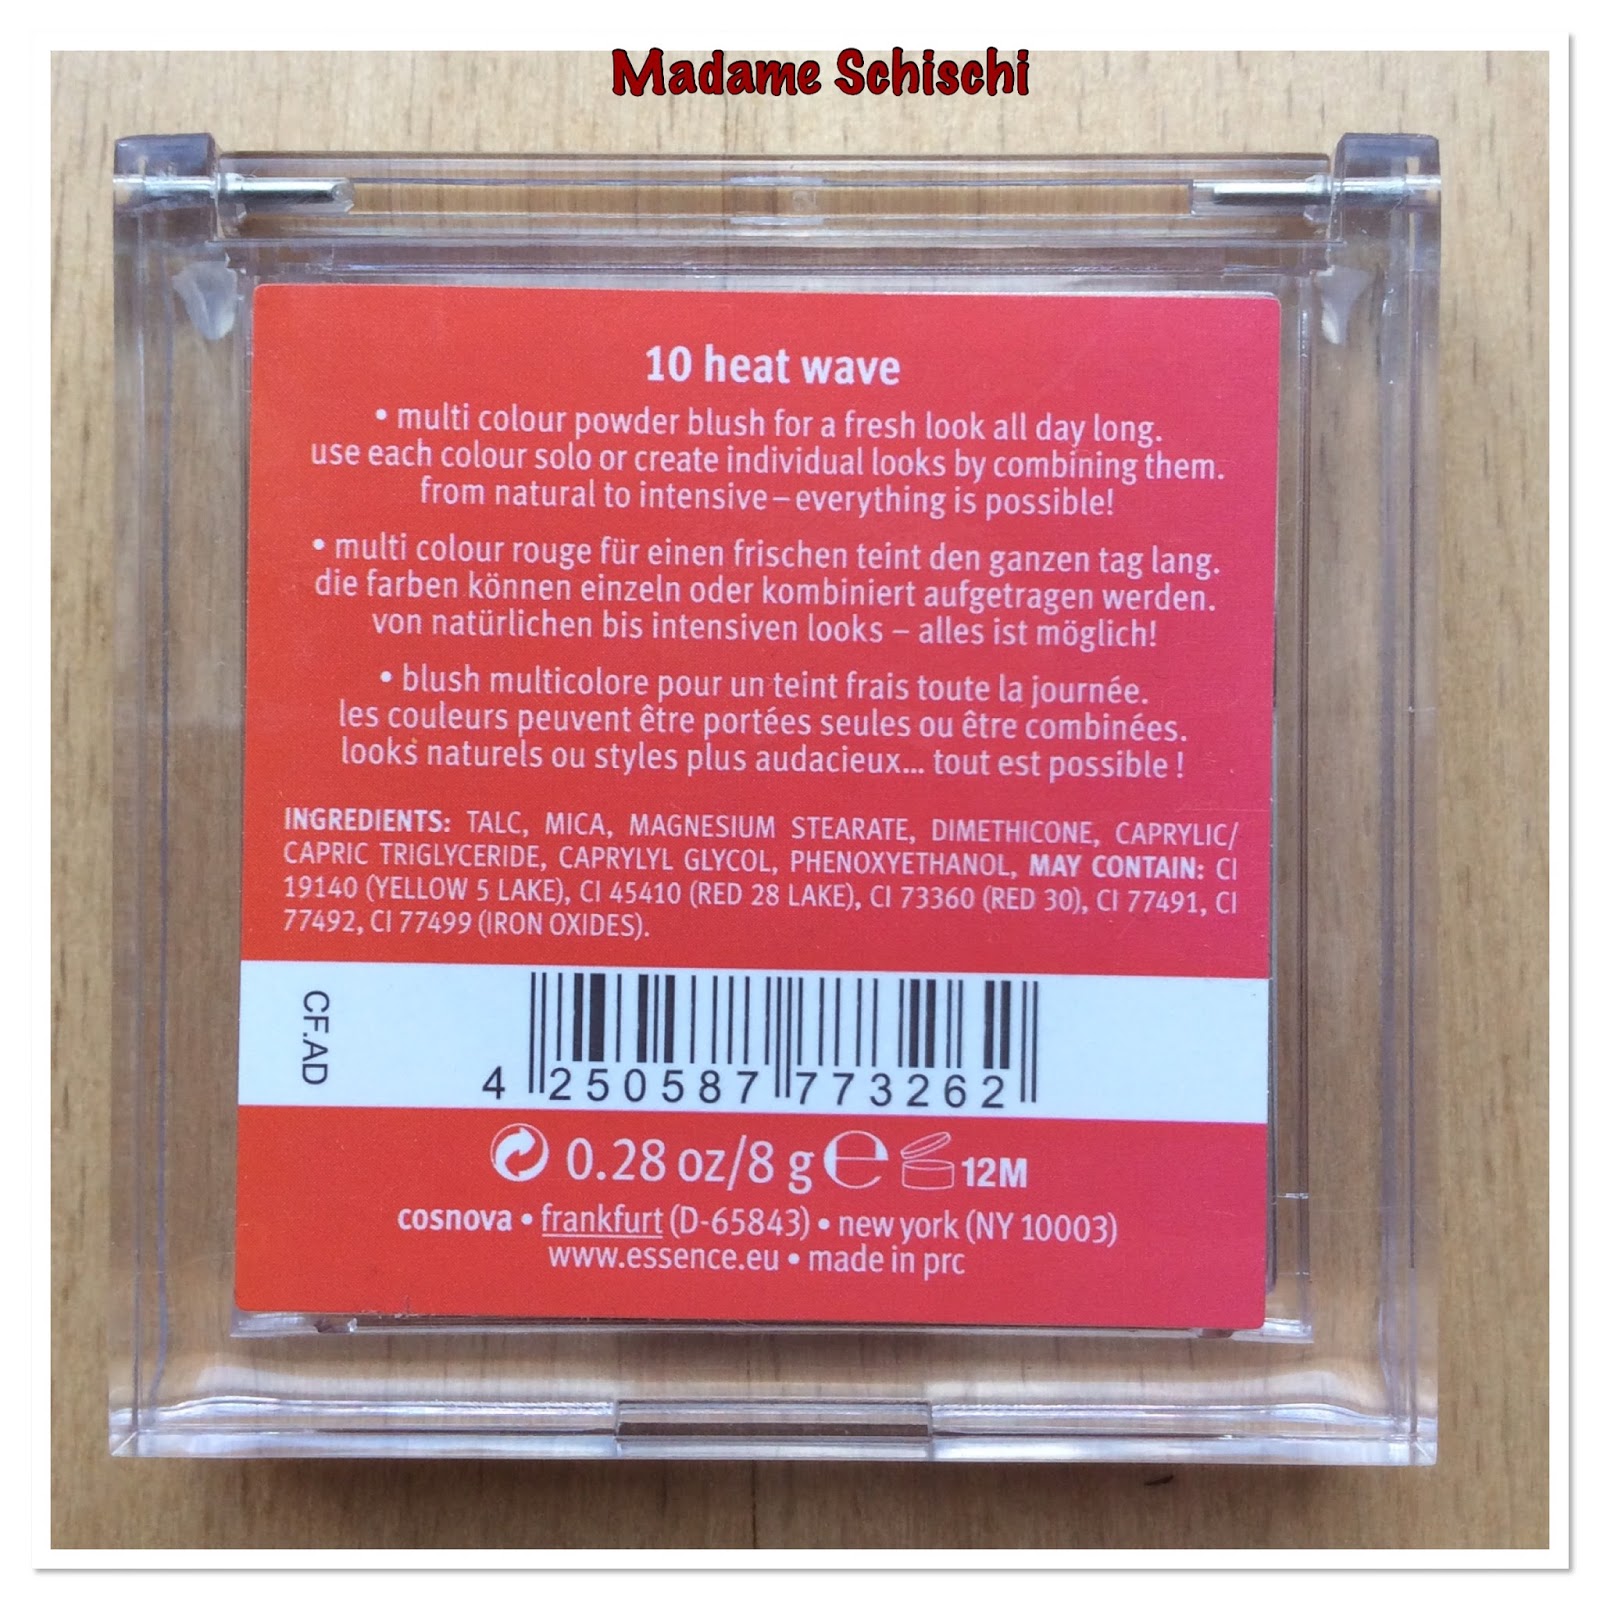 Madame Schischi
10 heat wave
• multi colour powder blush for a fresh look all day long.
use each colour solo or create individual looks by combining them.
from natural to intensive – everything is possible!
• multi colour rouge für einen frischen teint den ganzen tag lang.
die farben können einzeln oder kombiniert aufgetragen werden.
von natürlichen bis intensiven looks – alles ist möglich!
• blush multicolore pour un teint frais toute la journée.
les couleurs peuvent être portées seules ou être combinées.
looks naturels ou styles plus audacieux... tout est possible !
INGREDIENTS: TALC, MICA, MAGNESIUM STEARATE, DIMETHICONE, CAPRYLIC/
CAPRIC TRIGLYCERIDE, CAPRYLYL GLYCOL, PHENOXYETHANOL, MAY CONTAIN: CI
19140 (YELLOW 5 LAKE), CI 45410 (RED 28 LAKE), CI 73360 (RED 30), CI 77491, CI
77492, CI 77499 (IRON OXIDES).
CF.AD
4 250587 773262
0.28 oz/8 g e 12M
cosnova • frankfurt (D-65843) • new york (NY 10003)
www.essence.eu • made in prc